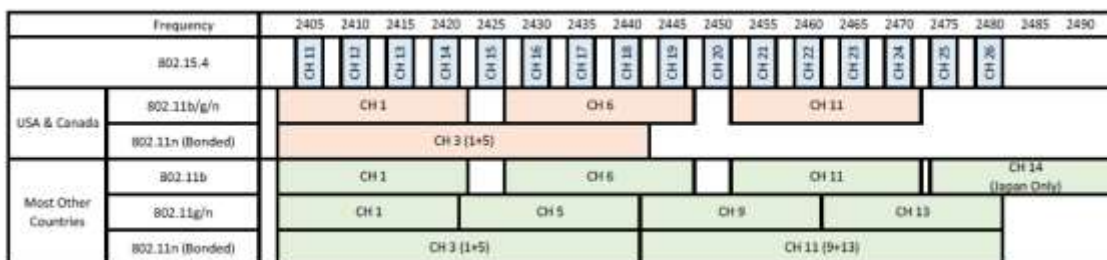 Frequency 2405 2410 2415 2420 2425 2430 2435 2440 2445 2450 2455 2460 2465 2470 2475 2480 2485 2490
802.15.4 CH 11 CH 12 CH 13 CH 14 CH 15 CH 16 CH 17 CH 18 CH 19 CH 20 CH 21 CH 22 CH 23 CH 24 CH 25 CH 26
USA & Canada
802.11b/g/n CH 1 CH 6 CH 11
802.11n (Bonded) CH 3 (1+5)
Most Other
Countries
802.11b CH 1 CH 6 CH 11 CH 14
(Japan Only)
802.11g/n CH 1 CH 5 CH 9 CH 13
802.11n (Bonded) CH 3 (1+5) CH 11 (9+13)